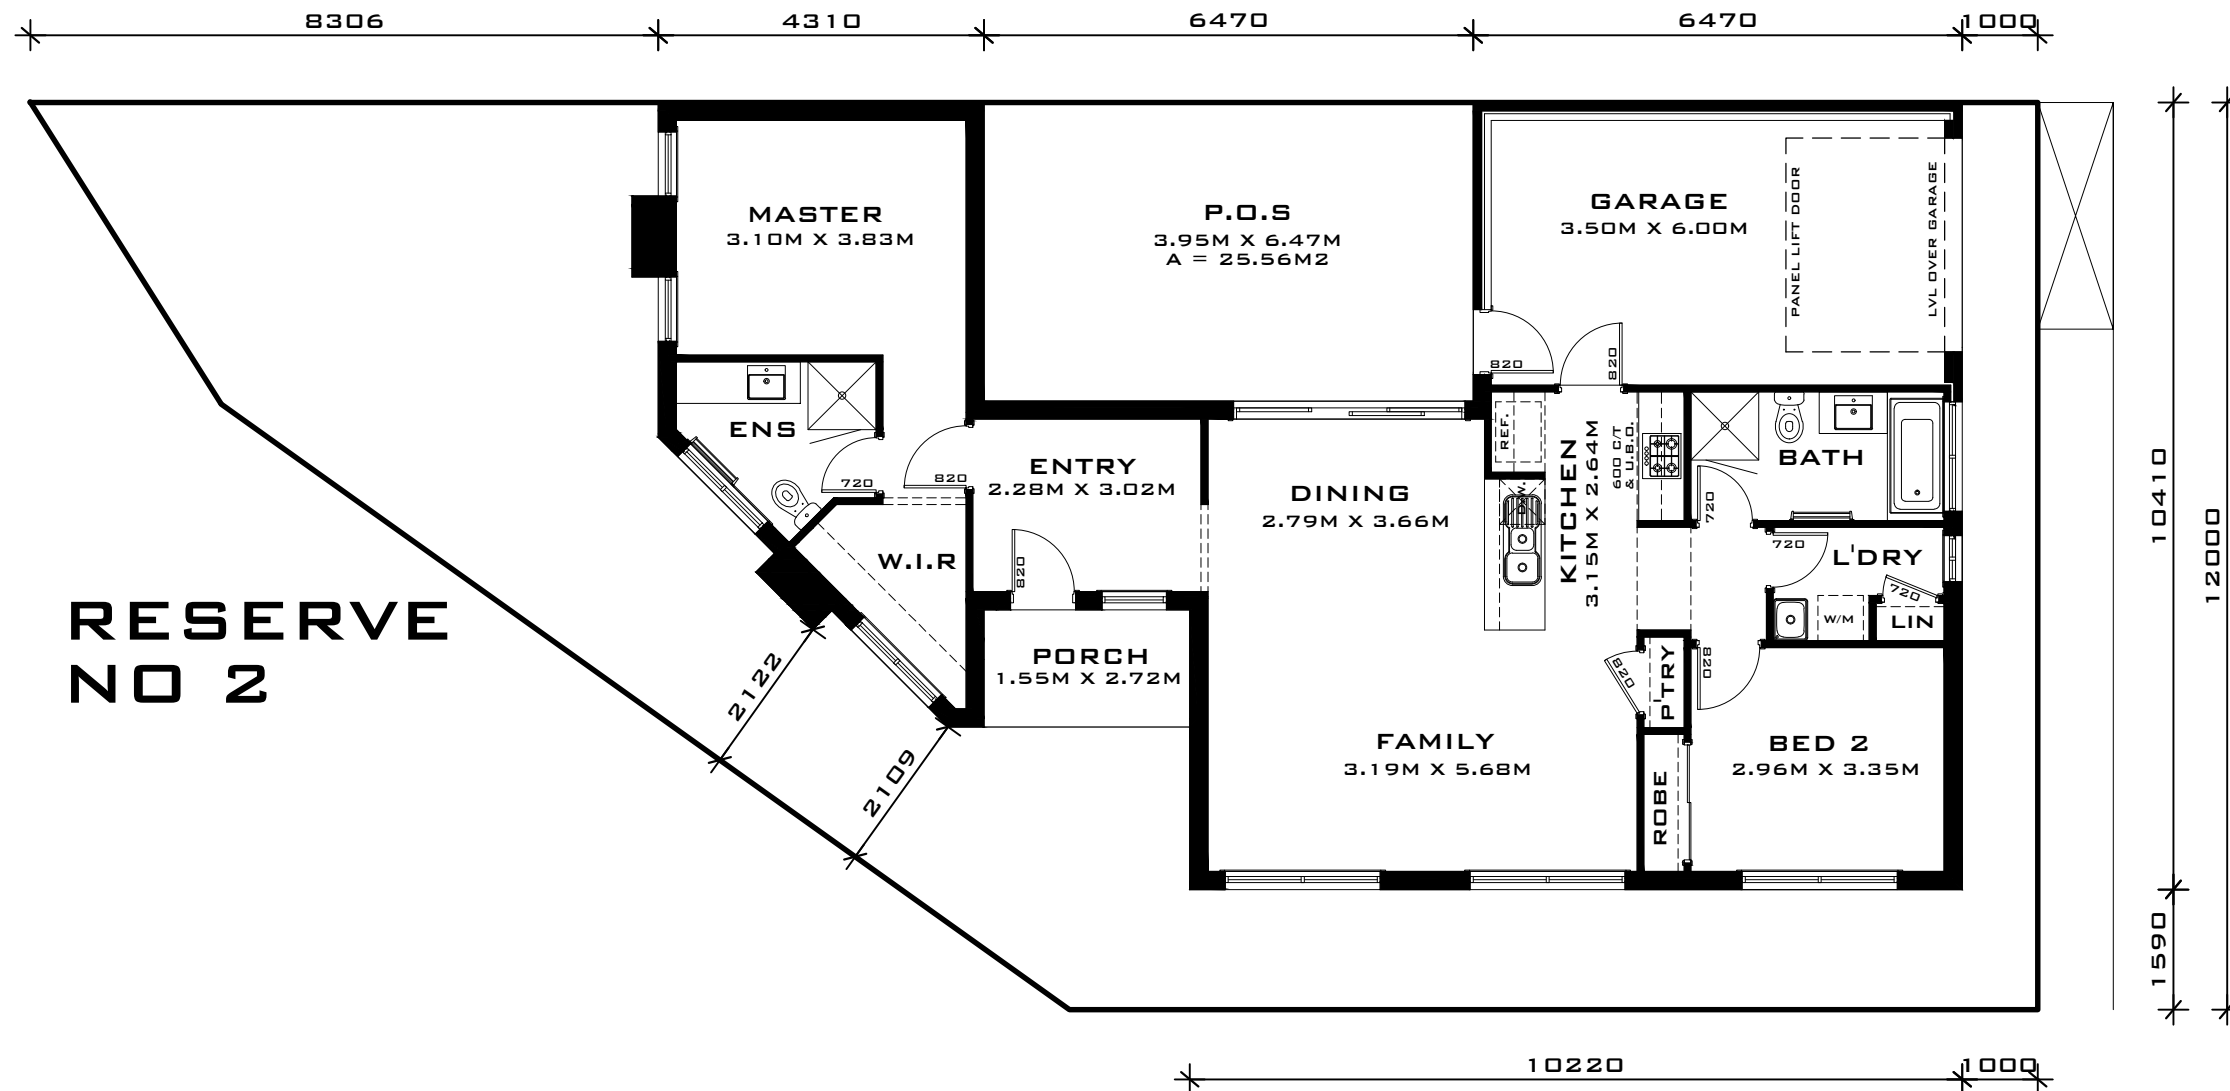 8306
4310
6470
6470
1000
MASTER
3.10M X 3.83M
P.O.S
3.95M X 6.47M
A = 25.56M2
GARAGE
3.50M X 6.00M
PANEL LIFT DOOR
LVL OVER GARAGE
820
820
ENS
720
820
ENTRY
2.28M X 3.02M
820
DINING
2.79M X 3.66M
REF.
D.W.
KITCHEN
3.15M X 2.64M
600 C/T
& U.B.O
BATH
720
720
L'DRY
720
W/M
LIN
W.I.R
RESERVE
NO 2
PORCH
1.55M X 2.72M
2122
2109
FAMILY
3.19M X 5.68M
820
P'TRY
820
ROBE
BED 2
2.96M X 3.35M
10410
12000
1590
10220
1000